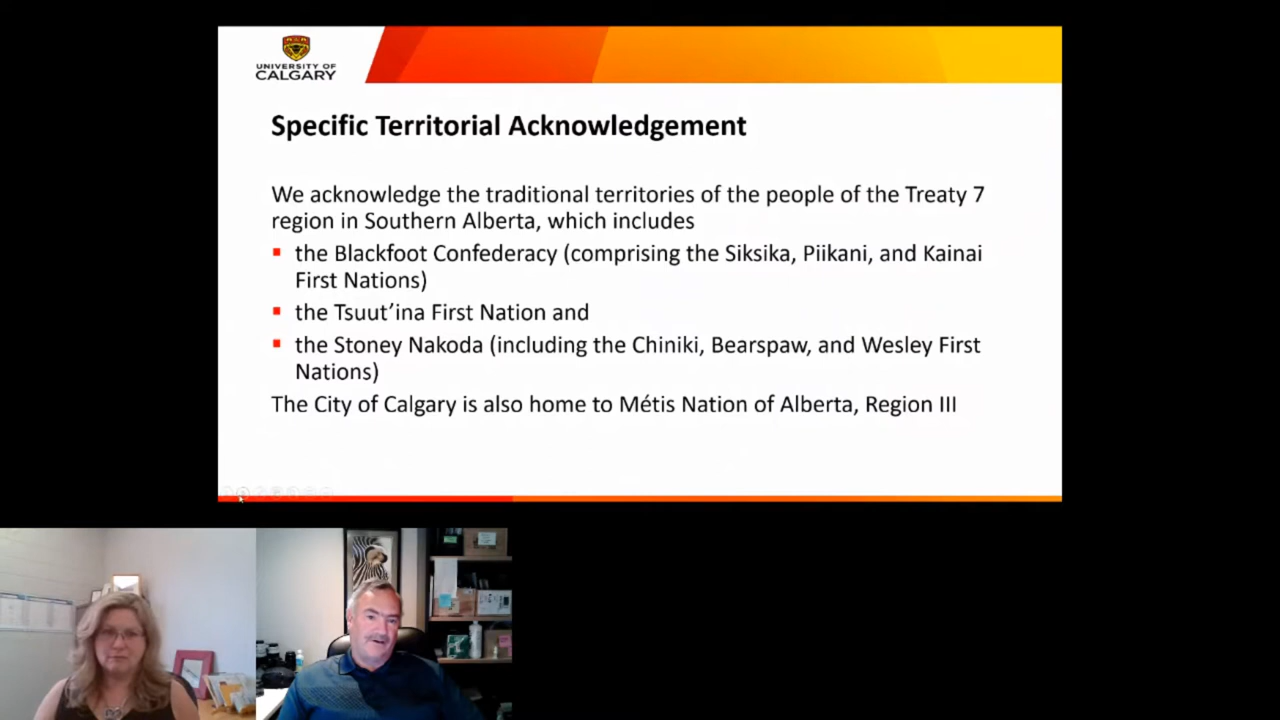 UNIVERSITY OF
CALGARY
Specific Territorial Acknowledgement
We acknowledge the traditional territories of the people of the Treaty 7
region in Southern Alberta, which includes
the Blackfoot Confederacy (comprising the Siksika, Piikani, and Kainai
First Nations)
the Tsuut’ina First Nation and
the Stoney Nakoda (including the Chiniki, Bearspaw, and Wesley First
Nations)
The City of Calgary is also home to Métis Nation of Alberta, Region III